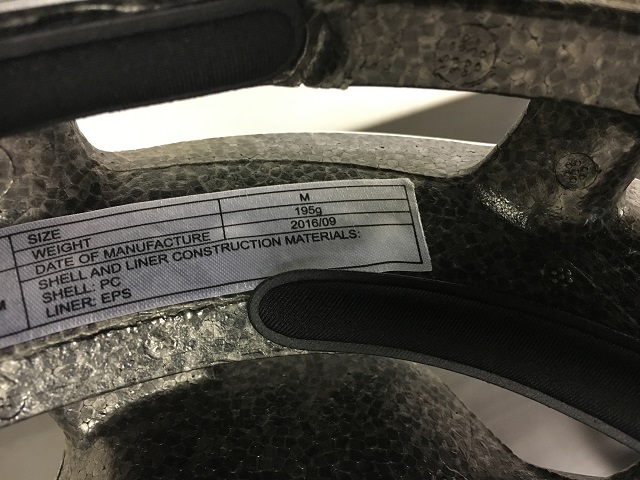 SIZE M
WEIGHT 195g
DATE OF MANUFACTURE 2016/09
SHELL AND LINER CONSTRUCTION MATERIALS:
SHELL: PC
LINER: EPS